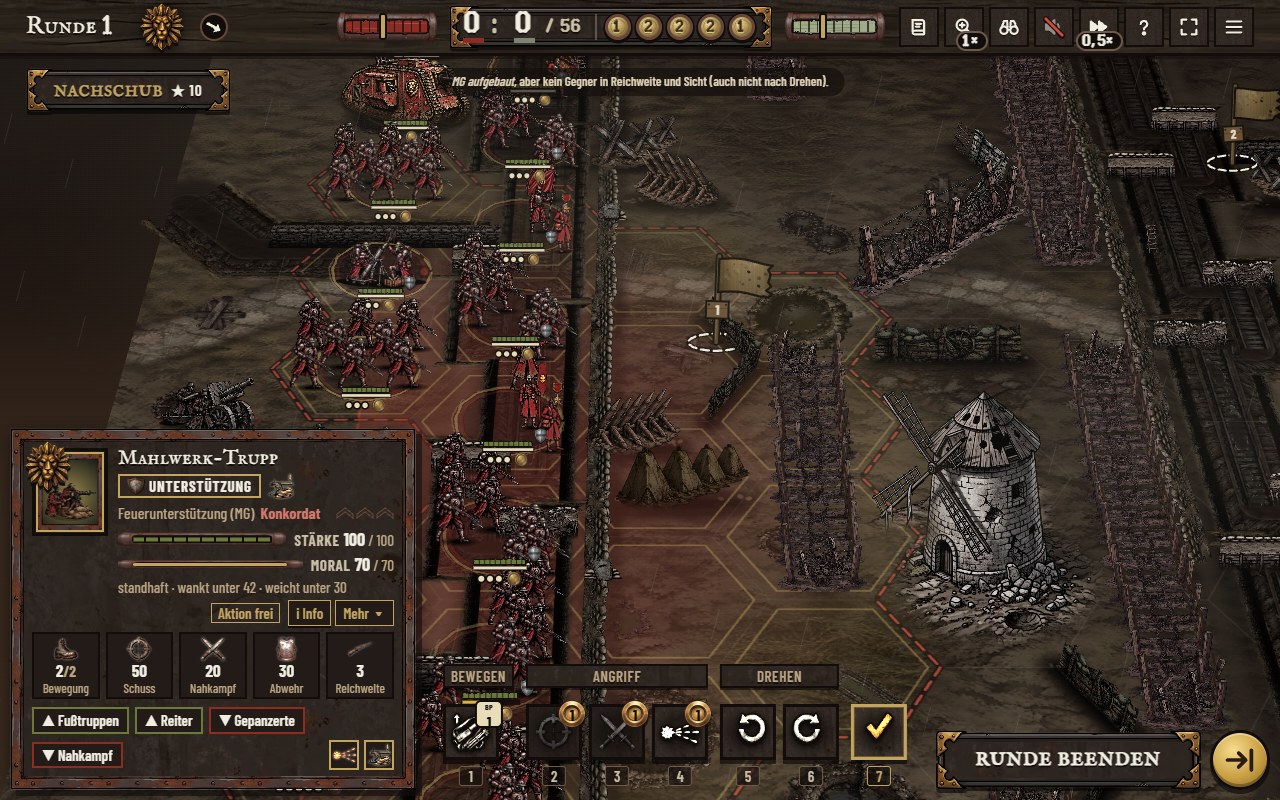 Runde 1
0 : 0 / 56
1 2 2 2 1
1×
0,5×
?
NACHSCHUB ★ 10
MG aufgebaut, aber kein Gegner in Reichweite und Sicht (auch nicht nach Drehen).
2
1
Mahlwerk-Trupp
UNTERSTÜTZUNG
Feuerunterstützung (MG) Konkordat
STÄRKE 100 / 100
MORAL 70 / 70
standhaft · wankt unter 42 · weicht unter 30
Aktion frei
i Info
Mehr
2/2 50 20 30 3
Bewegung Schuss Nahkampf Abwehr Reichweite
▲ Fußtruppen ▲ Reiter ▼ Gepanzerte
▼ Nahkampf
BEWEGEN ANGRIFF DREHEN
BP
1 1 1 1
1 2 3 4 5 6 7
RUNDE BEENDEN